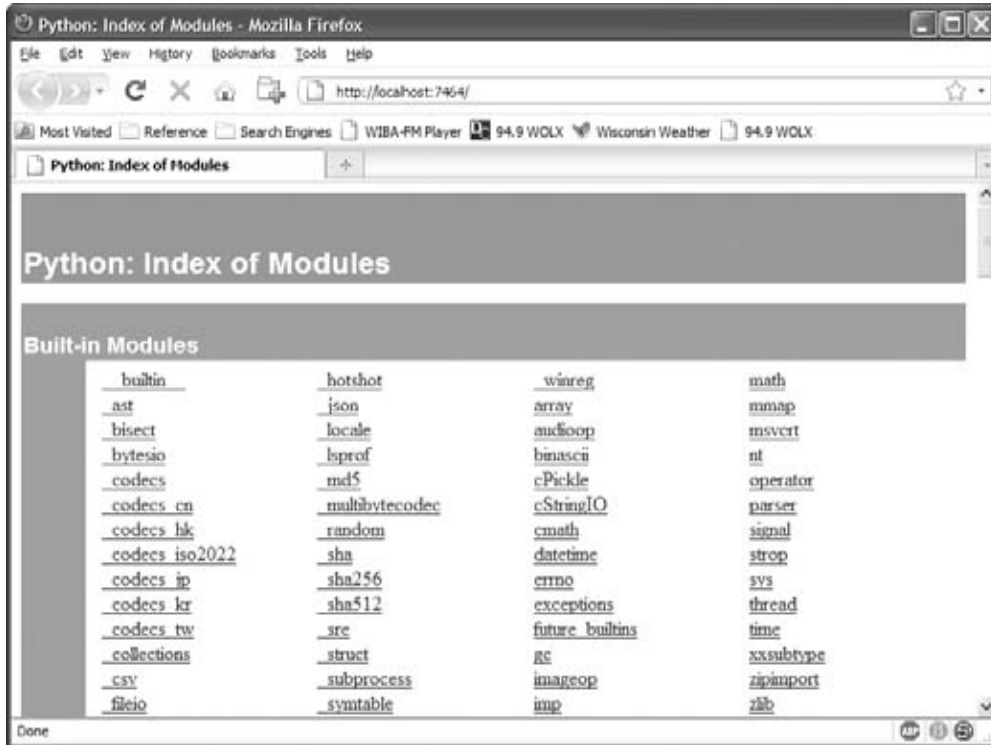 Python: Index of Modules - Mozilla Firefox
File Edit View History Bookmarks Tools Help
http://localhost:7464/
Most Visited Reference Search Engines WIBA-FM Player 94.9 WOLX Wisconsin Weather 94.9 WOLX
Python: Index of Modules
Python: Index of Modules
Built-in Modules
__builtin__ _hotshot _winreg math
_ast _json array mmap
_bisect _locale audioop msvcrt
_bytesio _lsprof binascii nt
_codecs _md5 cPickle operator
_codecs_cn _multibytecodec cStringIO parser
_codecs_hk _random cmath signal
_codecs_iso2022 _sha datetime strop
_codecs_jp _sha256 errno sys
_codecs_kr _sha512 exceptions thread
_codecs_tw _sre future_builtins time
_collections _struct gc xxsubtype
_csv _subprocess imageop zipimport
_fileio _symtable imp zlib
Done
ABP